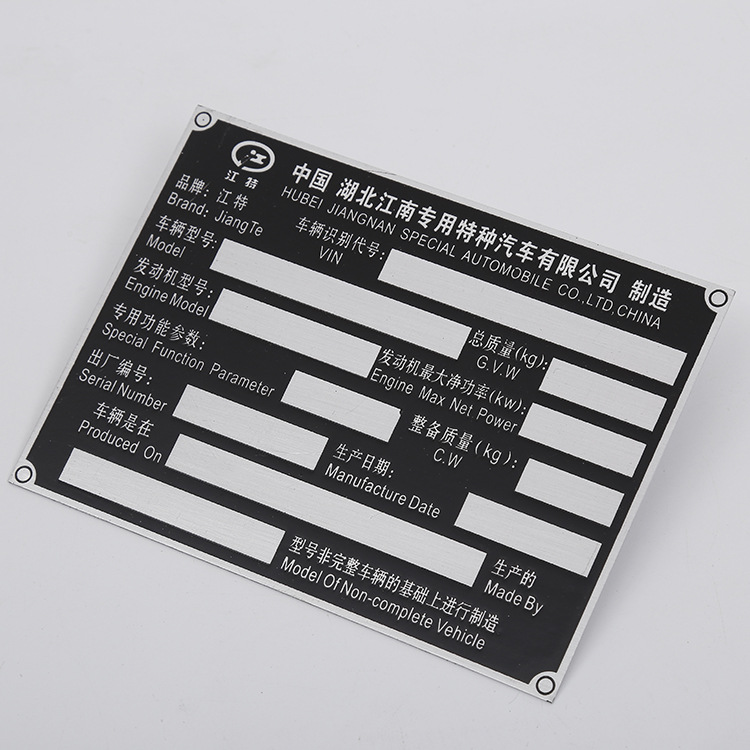 江特
中国 湖北江南专用特种汽车有限公司 制造
HUBEI JIANGNAN SPECIAL AUTOMOBILE CO.,LTD,CHINA
品牌: 江特
Brand: JiangTe
车辆识别代号:
VIN
车辆型号:
Model
发动机型号:
Engine Model
总质量(kg):
G.V.W
专用功能参数:
Special Function Parameter
发动机最大净功率(kw):
Engine Max Net Power
出厂编号:
Serial Number
整备质量(kg):
C.W
车辆是在
Produced On
生产日期:
Manufacture Date
生产的
Made By
型号非完整车辆的基础上进行制造
Model Of Non-complete Vehicle